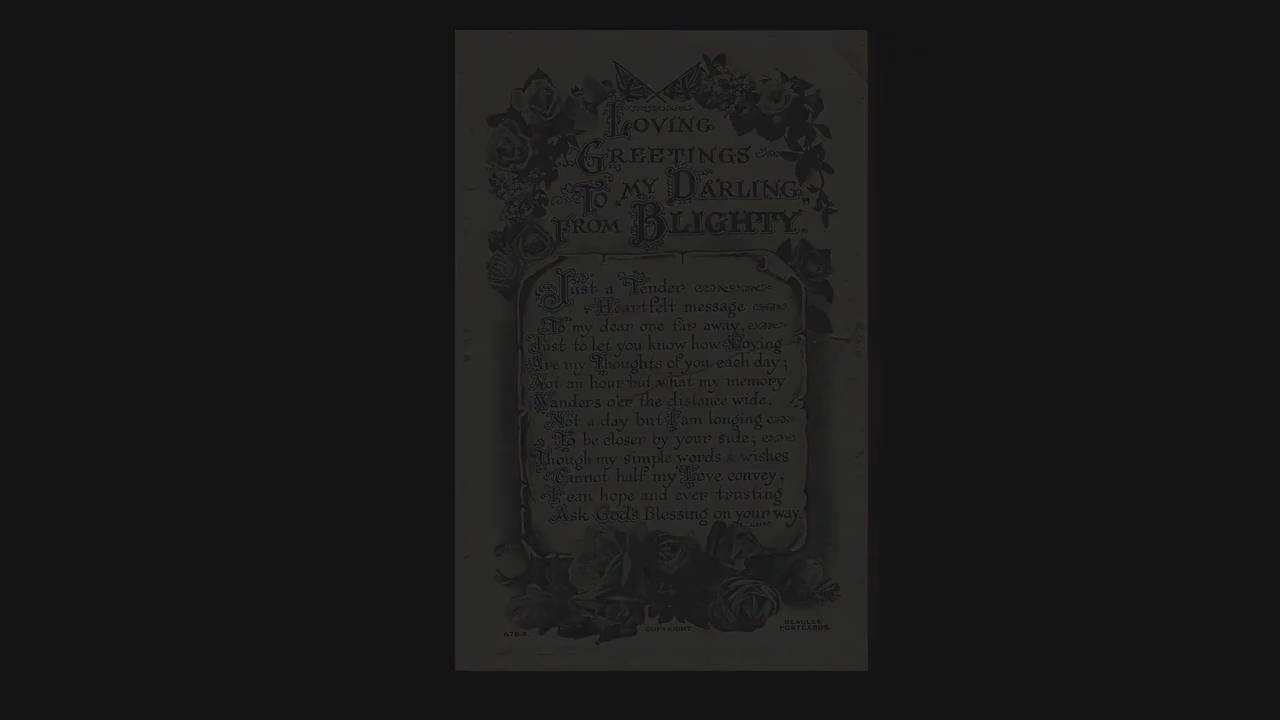 Loving
Greetings
To "my Darling"
from Blighty.
Just a Tender
Heartfelt message
To my dear one far away,
Just to let you know how Loving
Are my Thoughts of you each day;
Not an hour but what my memory
Wanders o'er the distance wide,
Not a day but I am longing
To be closer by your side;
Though my simple words & wishes
Cannot half my Love convey,
I can hope and ever trusting
Ask God's Blessing on your way.
676.A.
COPYRIGHT
BEAGLES'
POSTCARDS.